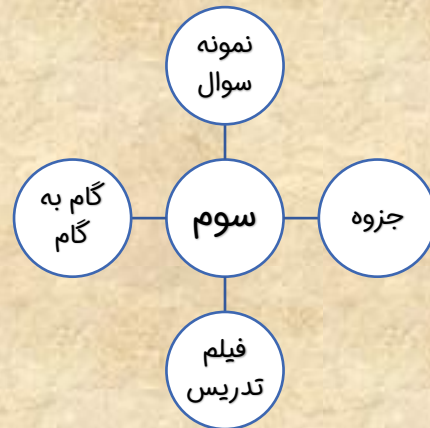 نمونه
سوال
جزوه
سوم
گام به
گام
فیلم
تدریس